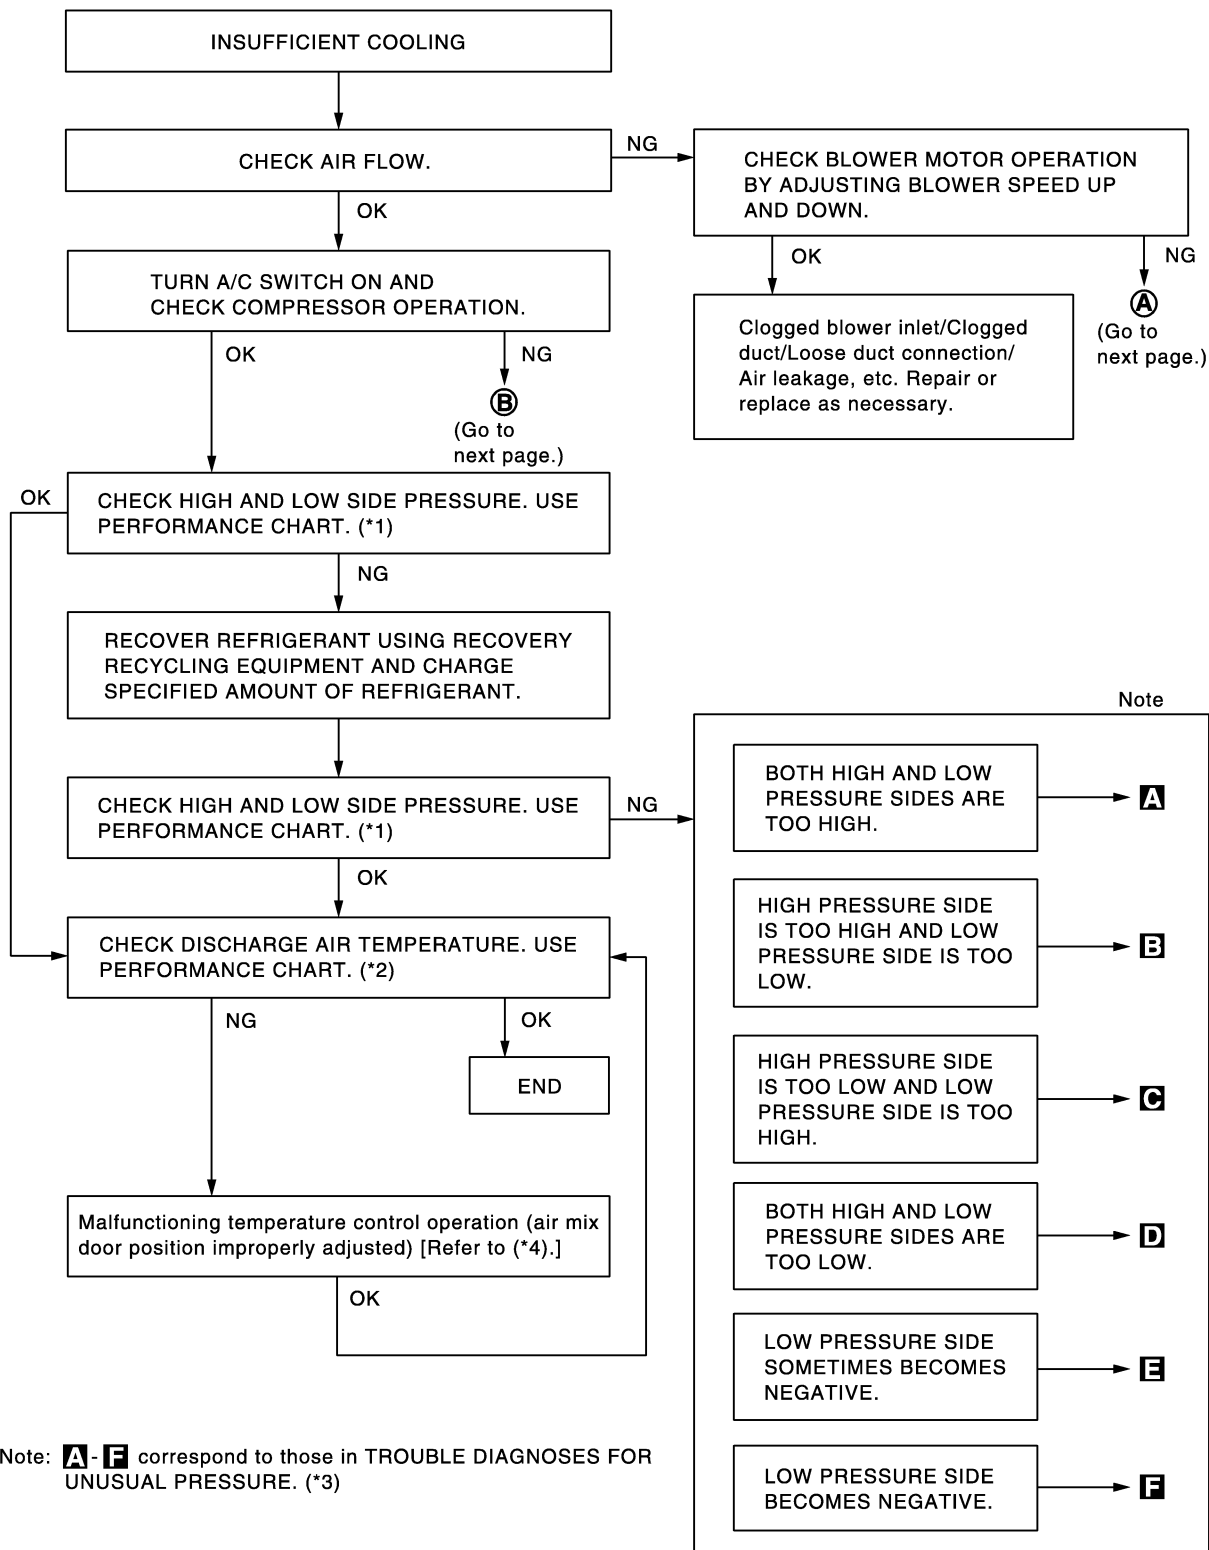 INSUFFICIENT COOLING
CHECK AIR FLOW.
NG
CHECK BLOWER MOTOR OPERATION
BY ADJUSTING BLOWER SPEED UP
AND DOWN.
OK
OK
NG
TURN A/C SWITCH ON AND
CHECK COMPRESSOR OPERATION.
Clogged blower inlet/Clogged
duct/Loose duct connection/
Air leakage, etc. Repair or
replace as necessary.
A
(Go to
next page.)
OK
NG
B
(Go to
next page.)
OK
CHECK HIGH AND LOW SIDE PRESSURE. USE
PERFORMANCE CHART. (*1)
NG
RECOVER REFRIGERANT USING RECOVERY
RECYCLING EQUIPMENT AND CHARGE
SPECIFIED AMOUNT OF REFRIGERANT.
CHECK HIGH AND LOW SIDE PRESSURE. USE
PERFORMANCE CHART. (*1)
NG
OK
CHECK DISCHARGE AIR TEMPERATURE. USE
PERFORMANCE CHART. (*2)
NG
OK
END
Malfunctioning temperature control operation (air mix
door position improperly adjusted) [Refer to (*4).]
OK
Note
BOTH HIGH AND LOW
PRESSURE SIDES ARE
TOO HIGH.
A
HIGH PRESSURE SIDE
IS TOO HIGH AND LOW
PRESSURE SIDE IS TOO
LOW.
B
HIGH PRESSURE SIDE
IS TOO LOW AND LOW
PRESSURE SIDE IS TOO
HIGH.
C
BOTH HIGH AND LOW
PRESSURE SIDES ARE
TOO LOW.
D
LOW PRESSURE SIDE
SOMETIMES BECOMES
NEGATIVE.
E
LOW PRESSURE SIDE
BECOMES NEGATIVE.
F
Note: A - F correspond to those in TROUBLE DIAGNOSES FOR
UNUSUAL PRESSURE. (*3)